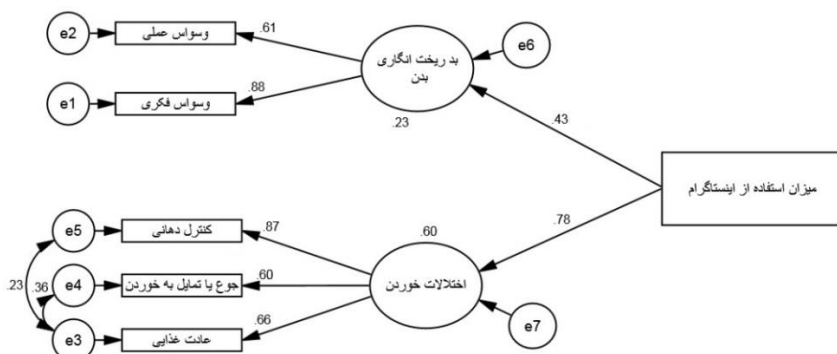 e2
وسواس عملی
.61
بد ریخت انگاری
بدن
e6
e1
وسواس فکری
.88
.23
.43
میزان استفاده از اینستاگرام
.78
e5
کنترل دهانی
.87
.60
.23
.36
e4
جوع یا تمایل به خوردن
.60
اختلالات خوردن
e3
عادت غذایی
.66
e7